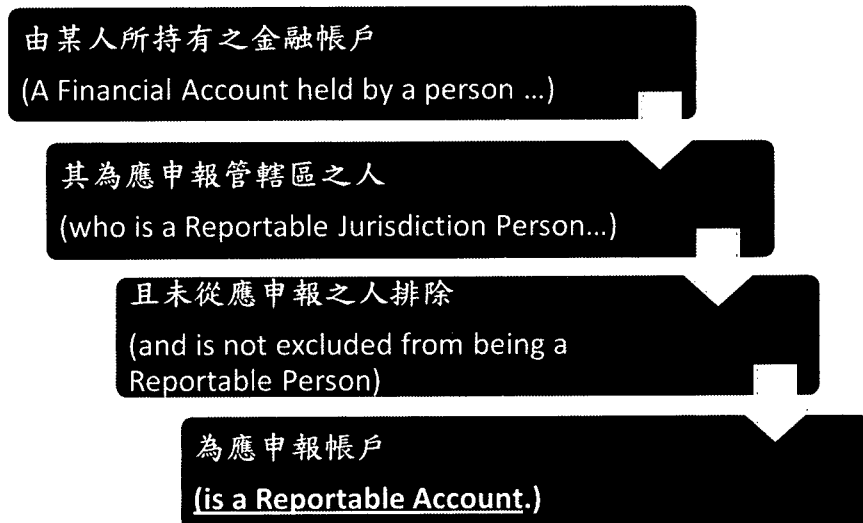 由某人所持有之金融帳戶
(A Financial Account held by a person …)
其為應申報管轄區之人
(who is a Reportable Jurisdiction Person…)
且未從應申報之人排除
(and is not excluded from being a
Reportable Person)
為應申報帳戶
(is a Reportable Account.)